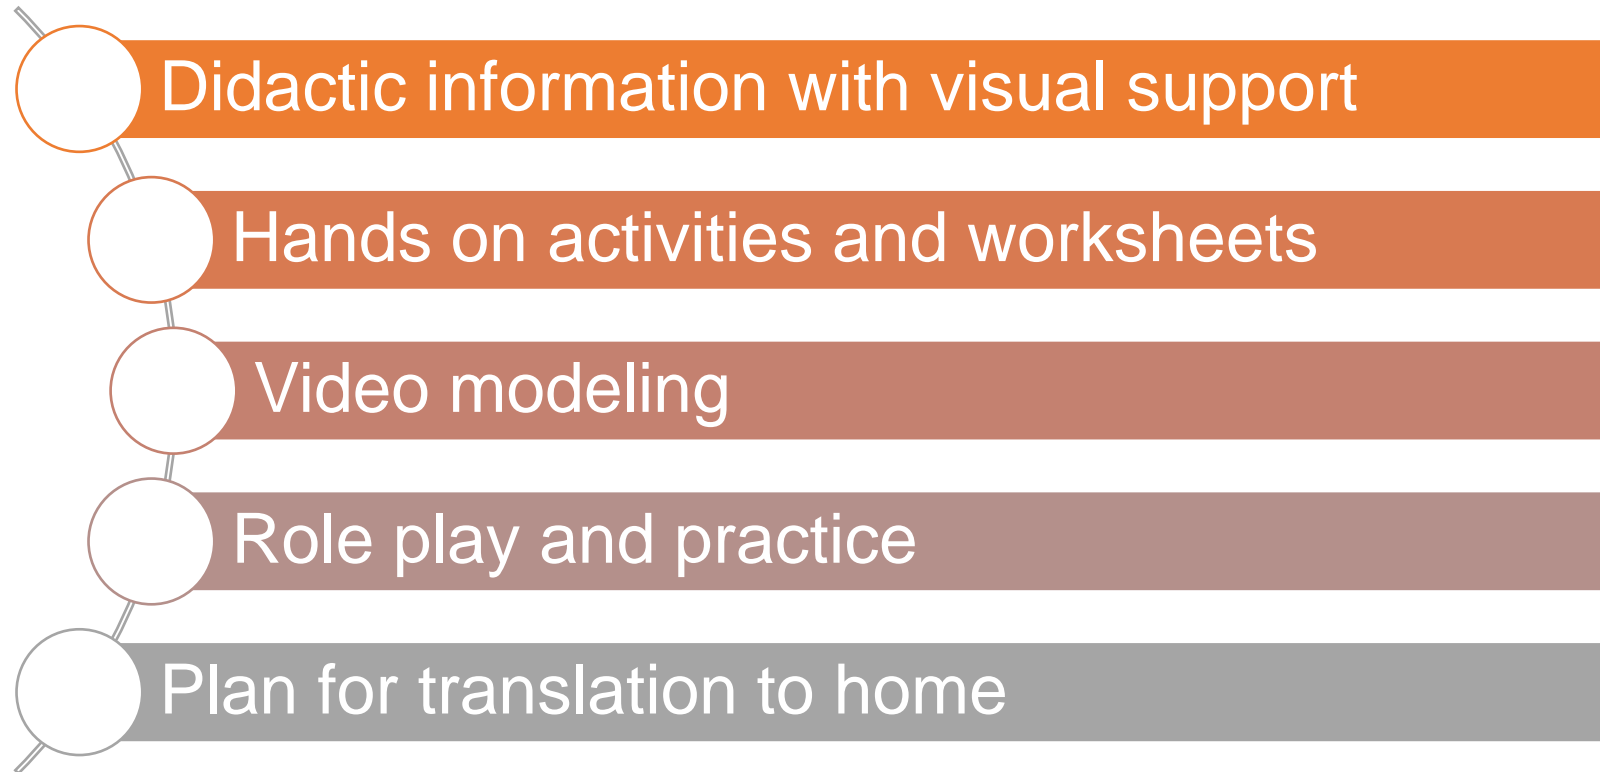 Didactic information with visual support
Hands on activities and worksheets
Video modeling
Role play and practice
Plan for translation to home